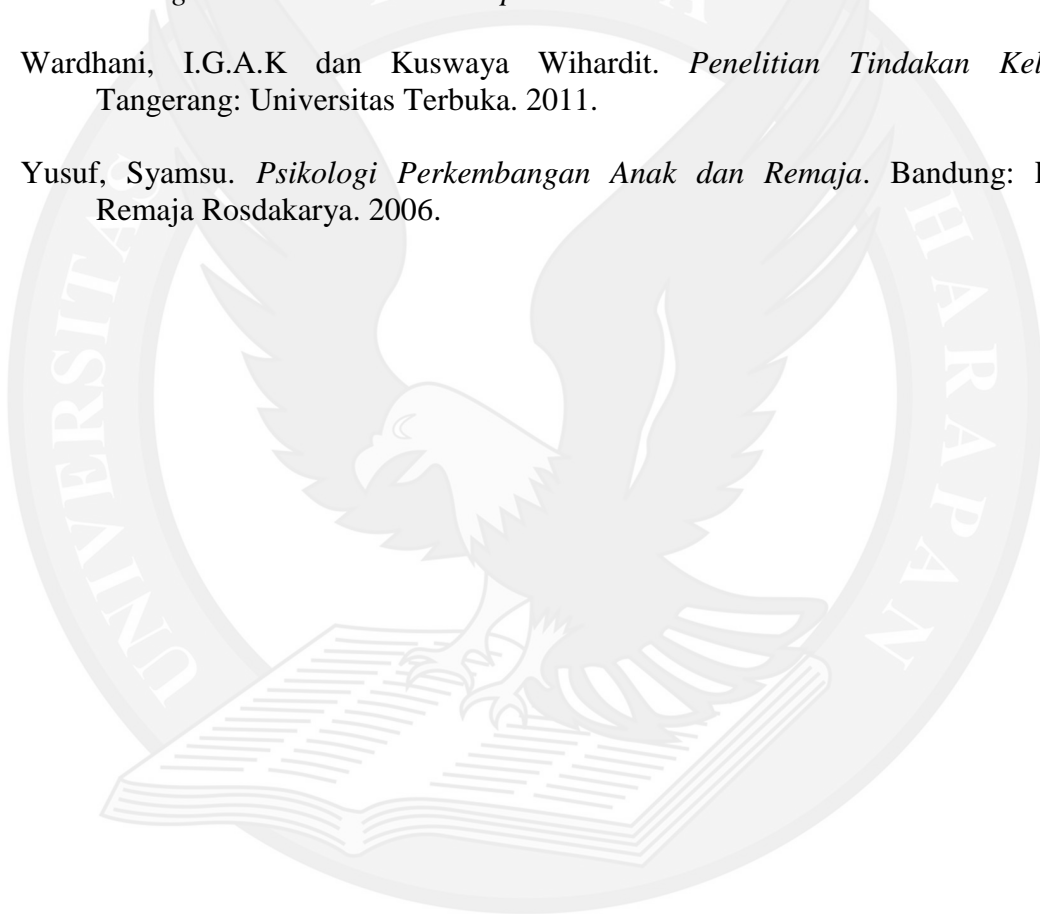 Wardhani, I.G.A.K dan Kuswaya Wihardit. Penelitian Tindakan
Tangerang: Universitas Terbuka. 2011.
Yusuf, Syamsu. Psikologi Perkembangan Anak dan Remaja. Bandung:
Remaja Rosdakarya. 2006.
UNIVERSITAS
HARAPAN